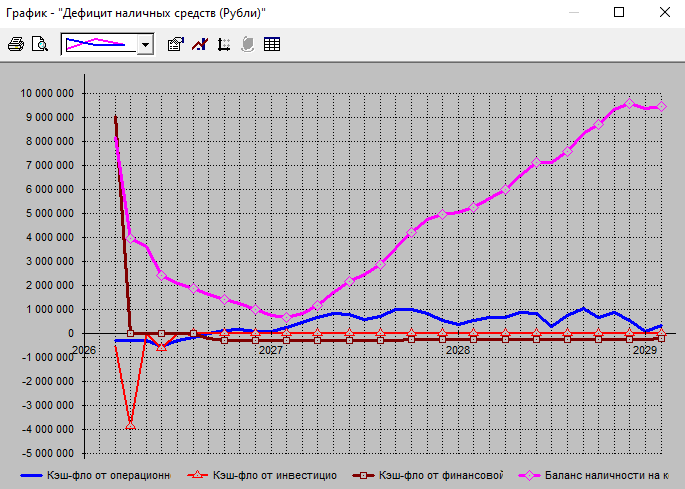 График - "Дефицит наличных средств (Рубли)"
10 000 000
9 000 000
8 000 000
7 000 000
6 000 000
5 000 000
4 000 000
3 000 000
2 000 000
1 000 000
0
2026 2027 2028 2029
-1 000 000
-2 000 000
-3 000 000
-4 000 000
-5 000 000
Кэш-фло от операционн Кэш-фло от инвестицио Кэш-фло от финансовой Баланс наличности на к